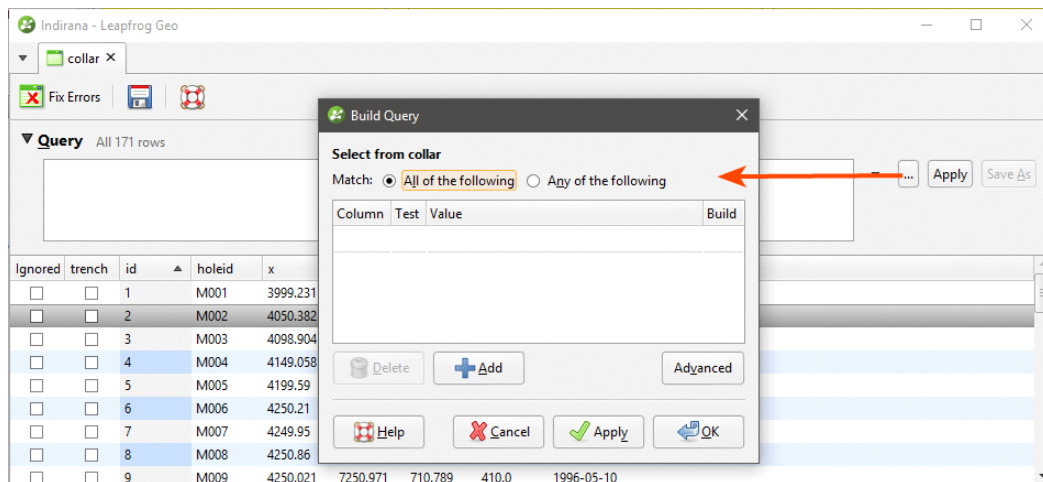 Indirana - Leapfrog Geo
collar
Fix Errors
Query All 171 rows
... Apply Save As
Build Query
Select from collar
Match: All of the following Any of the following
Column Test Value Build
Delete Add Advanced
Help Cancel Apply OK
Ignored trench id holeid x
1 M001 3999.231
2 M002 4050.382
3 M003 4098.904
4 M004 4149.058
5 M005 4199.59
6 M006 4250.21
7 M007 4249.95
8 M008 4250.86
9 M009 4250.021 7250.971 710.789 410.0 1996-05-10